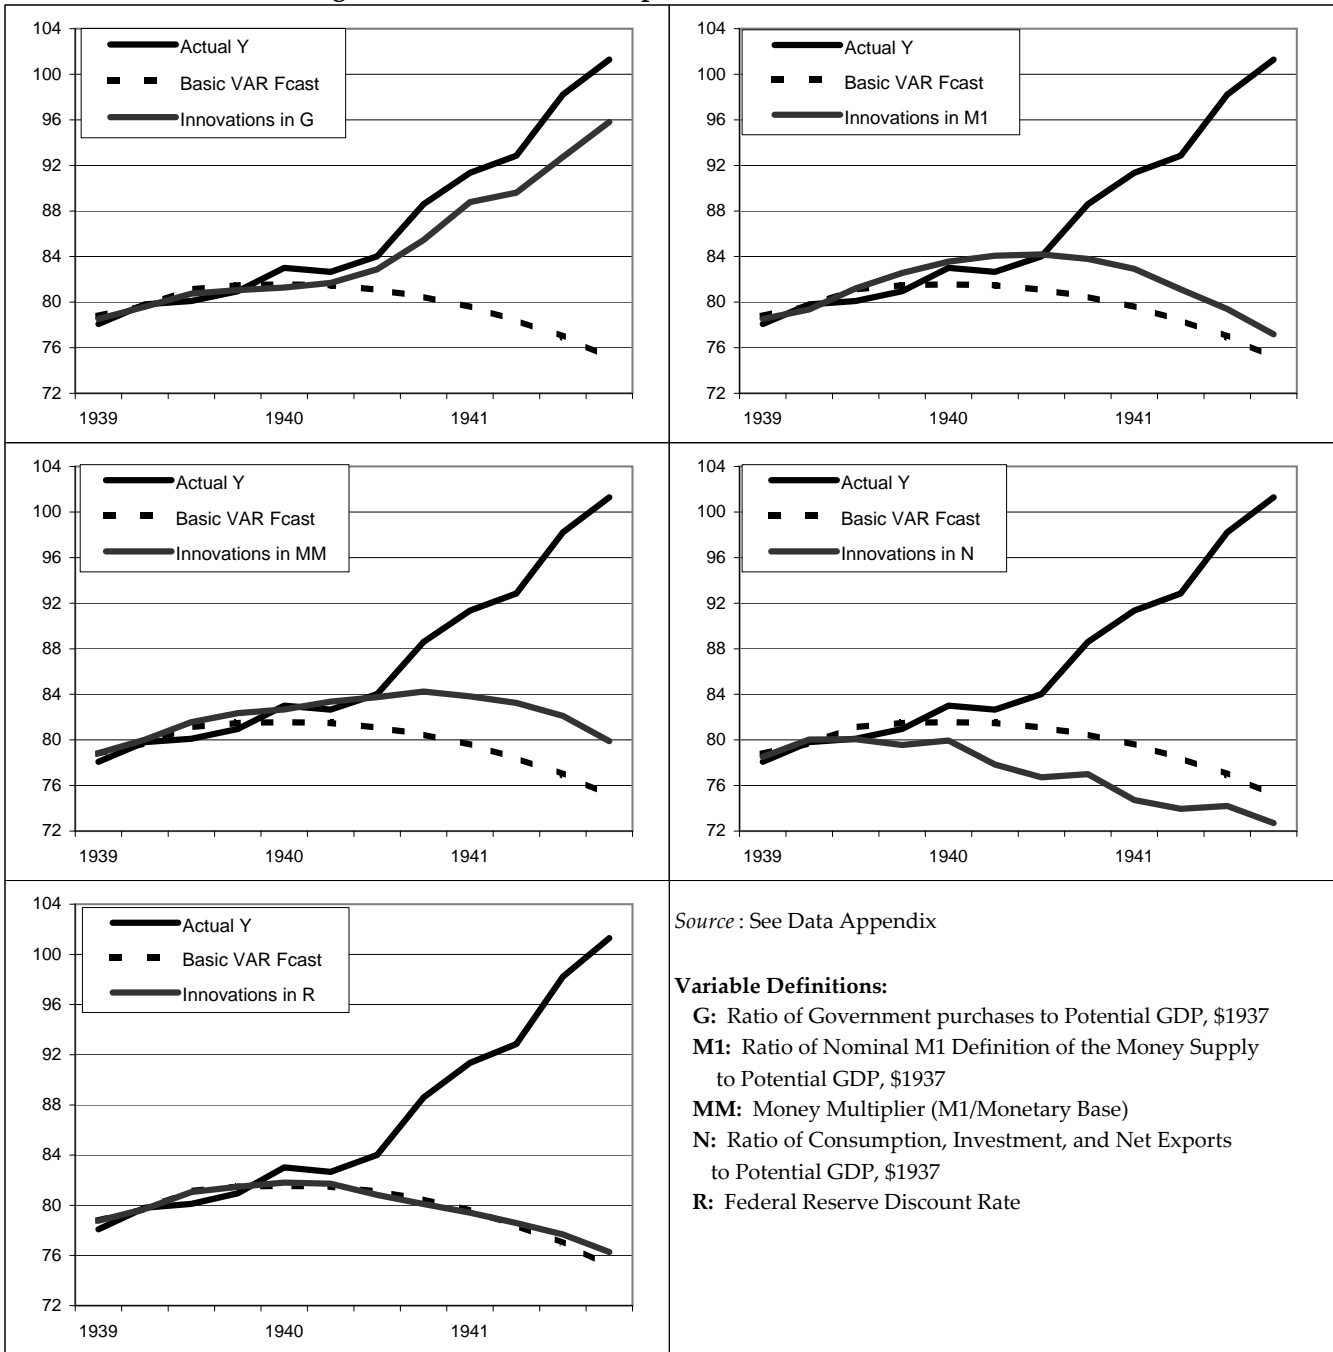 104
100
96
92
88
84
80
76
72
Actual Y
Basic VAR Fcast
Innovations in G
1939
1940
1941
104
100
96
92
88
84
80
76
72
Actual Y
Basic VAR Fcast
Innovations in M1
1939
1940
1941
104
100
96
92
88
84
80
76
72
Actual Y
Basic VAR Fcast
Innovations in MM
1939
1940
1941
104
100
96
92
88
84
80
76
72
Actual Y
Basic VAR Fcast
Innovations in N
1939
1940
1941
104
100
96
92
88
84
80
76
72
Actual Y
Basic VAR Fcast
Innovations in R
1939
1940
1941
Source : See Data Appendix
Variable Definitions:
G: Ratio of Government purchases to Potential GDP, $1937
M1: Ratio of Nominal M1 Definition of the Money Supply
to Potential GDP, $1937
MM: Money Multiplier (M1/Monetary Base)
N: Ratio of Consumption, Investment, and Net Exports
to Potential GDP, $1937
R: Federal Reserve Discount Rate